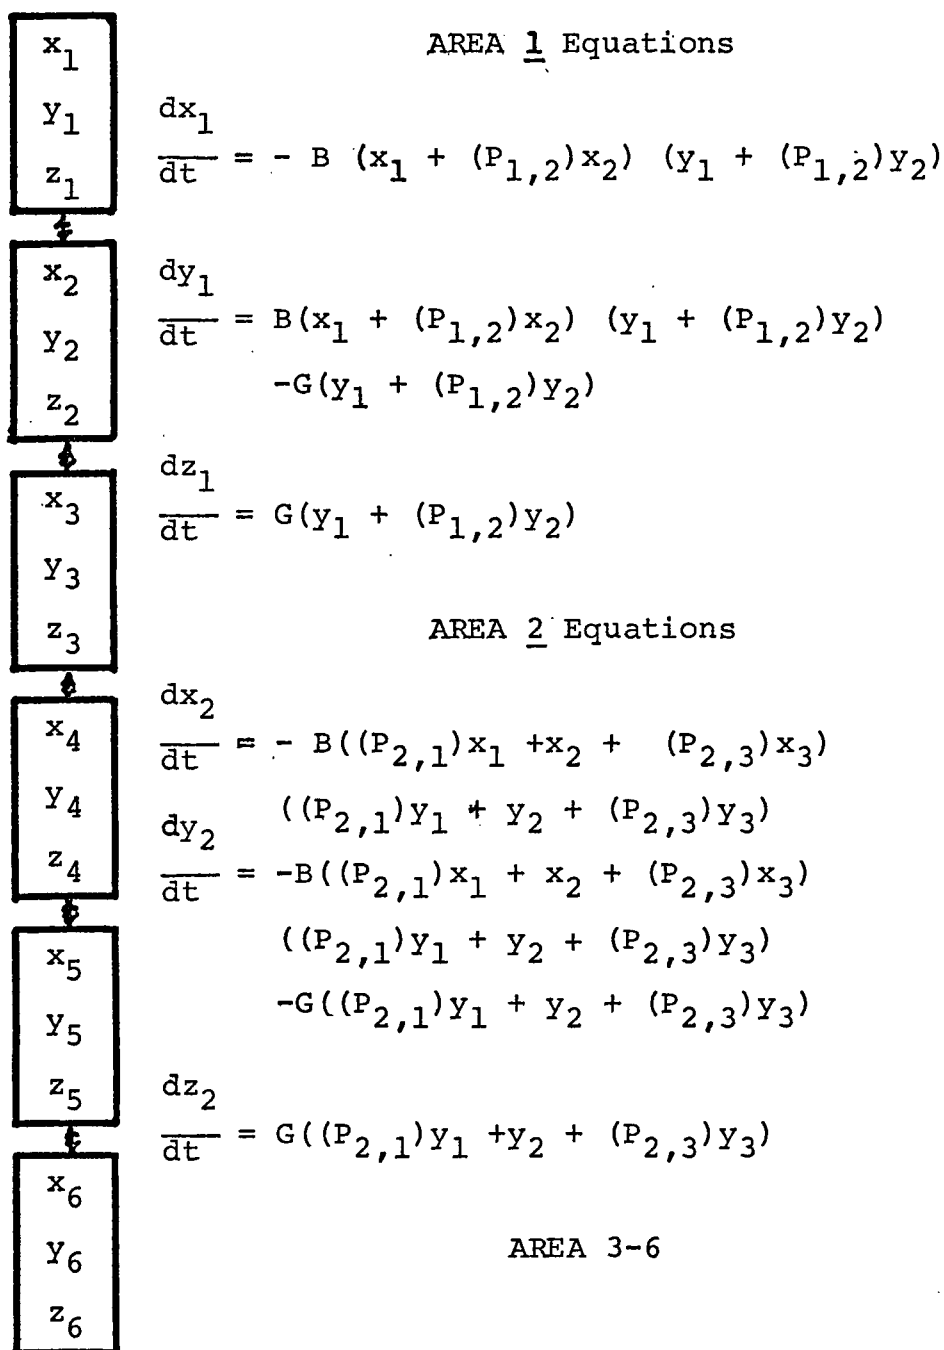 x₁
y₁
z₁
x₂
y₂
z₂
x₃
y₃
z₃
x₄
y₄
z₄
x₅
y₅
z₅
x₆
y₆
z₆
AREA 1 Equations
dx₁
dt = - B (x₁ + (P₁,₂)x₂) (y₁ + (P₁,₂)y₂)
dy₁
dt = B(x₁ + (P₁,₂)x₂) (y₁ + (P₁,₂)y₂)
-G(y₁ + (P₁,₂)y₂)
dz₁
dt = G(y₁ + (P₁,₂)y₂)
AREA 2 Equations
dx₂
dt = - B((P₂,₁)x₁ +x₂ + (P₂,₃)x₃)
((P₂,₁)y₁ + y₂ + (P₂,₃)y₃)
dy₂
dt = -B((P₂,₁)x₁ + x₂ + (P₂,₃)x₃)
((P₂,₁)y₁ + y₂ + (P₂,₃)y₃)
-G((P₂,₁)y₁ + y₂ + (P₂,₃)y₃)
dz₂
dt = G((P₂,₁)y₁ +y₂ + (P₂,₃)y₃)
AREA 3-6